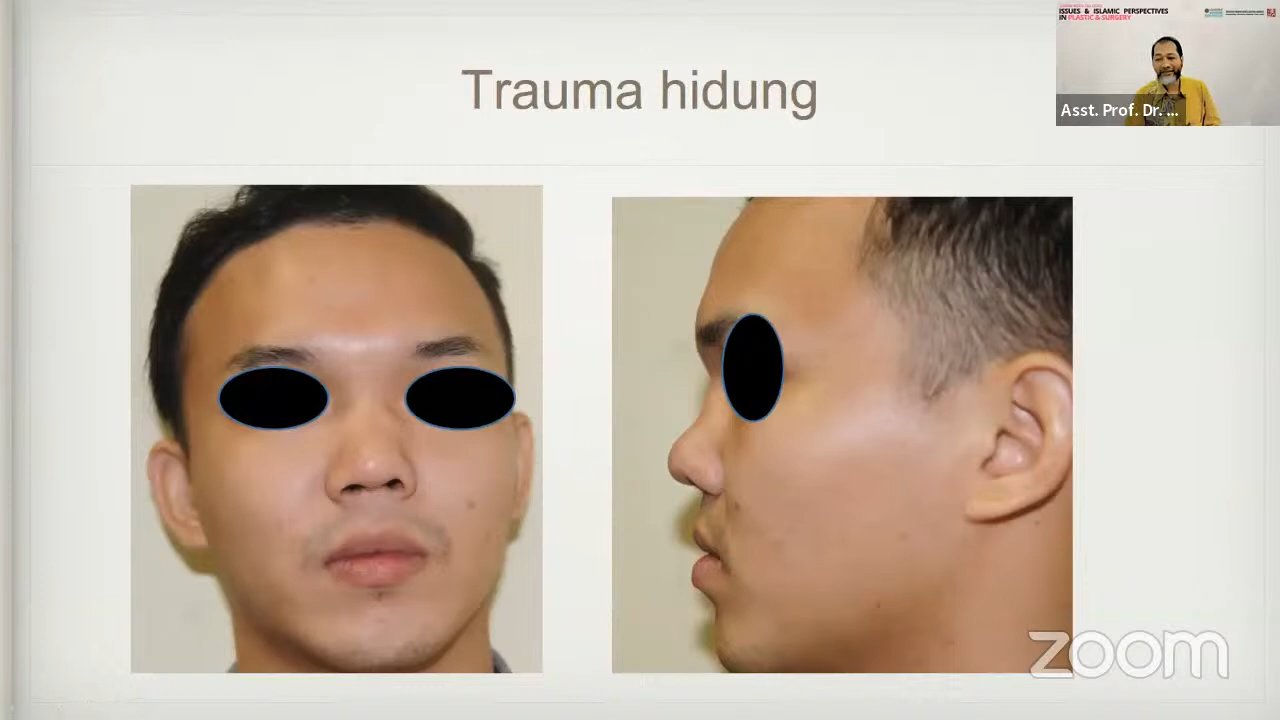 Trauma hidung
ISSUES & ISLAMIC PERSPECTIVES
IN PLASTIC & SURGERY
Asst. Prof. Dr. ...
zoom